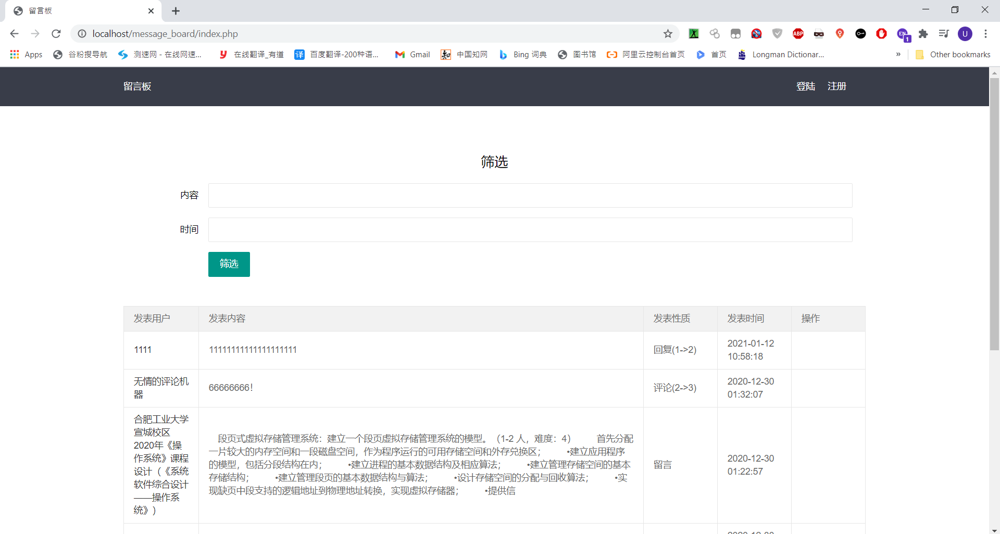 留言板
localhost/message_board/index.php
ABP
EN
1
U
Apps
谷粉搜导航
测速网 - 在线网速...
在线翻译_有道
译
百度翻译-200种语...
Gmail
中国知网
Bing 词典
图书馆
阿里云控制台首页
首页
Longman Dictionar...
»
Other bookmarks
留言板
登陆
注册
筛选
内容
时间
筛选
发表用户
发表内容
发表性质
发表时间
操作
1111
11111111111111111111
回复(1->2)
2021-01-12
10:58:18
无情的评论机
器
66666666！
评论(2->3)
2020-12-30
01:32:07
合肥工业大学
宣城校区
2020年《操
作系统》课程
设计（《系统
软件综合设计
——操作系
统》）
段页式虚拟存储管理系统：建立一个段页虚拟存储管理系统的模型。（1-2 人，难度：4） 首先分配
一片较大的内存空间和一段磁盘空间，作为程序运行的可用存储空间和外存兑换区； •建立应用程序
的模型，包括分段结构在内； •建立进程的基本数据结构及相应算法； •建立管理存储空间的基本
存储结构； •建立管理段页的基本数据结构与算法； •设计存储空间的分配与回收算法； •实
现缺页中段支持的逻辑地址到物理地址转换，实现虚拟存储器； •提供信
留言
2020-12-30
01:22:57